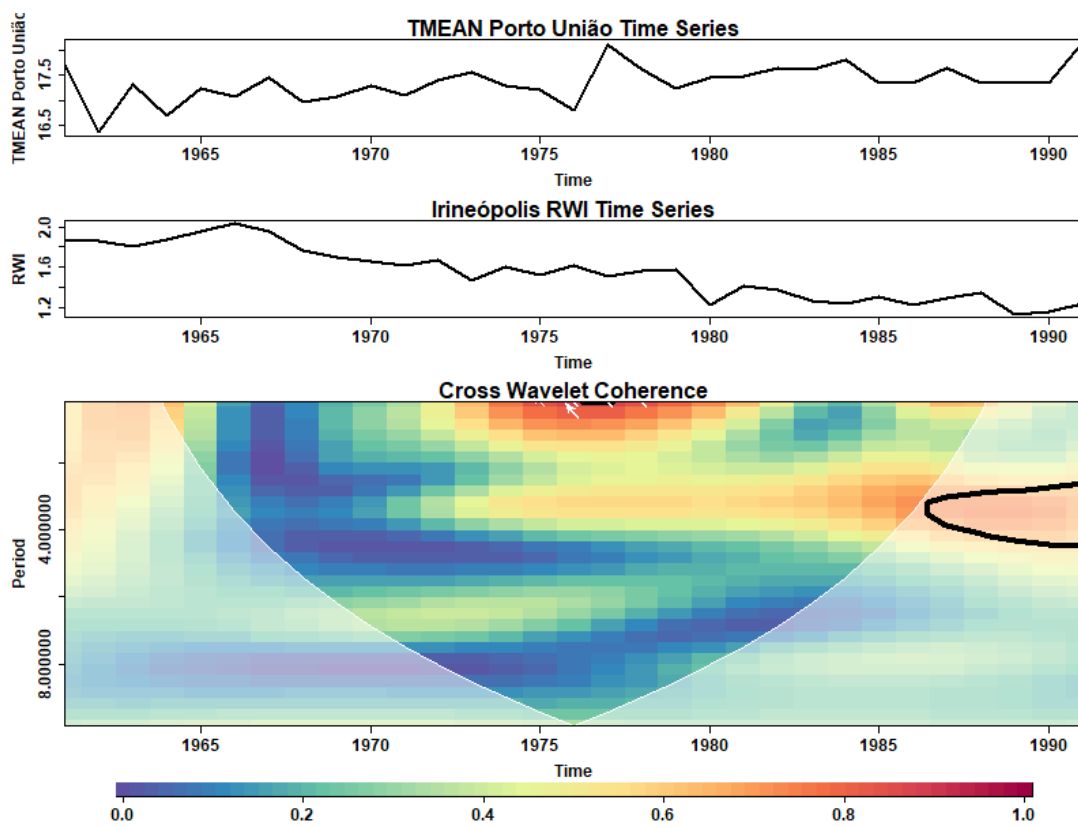 TMEAN Porto União Time Series
TMEAN Porto União
17.5
16.5
1965 1970 1975 1980 1985 1990
Time
Irineópolis RWI Time Series
RWI
2.0
1.6
1.2
1965 1970 1975 1980 1985 1990
Time
Cross Wavelet Coherence
Period
4.000000
8.000000
1965 1970 1975 1980 1985 1990
Time
0.0 0.2 0.4 0.6 0.8 1.0